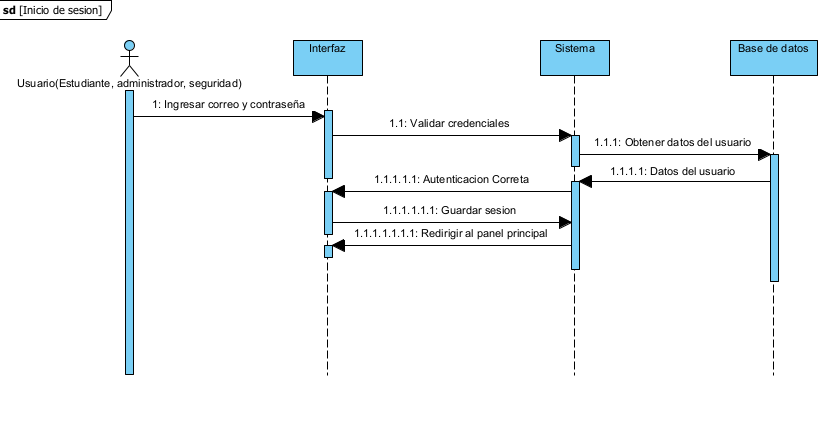 sd [Inicio de sesion]
Interfaz
Sistema
Base de datos
Usuario(Estudiante, administrador, seguridad)
1: Ingresar correo y contraseña
1.1: Validar credenciales
1.1.1: Obtener datos del usuario
1.1.1.1: Datos del usuario
1.1.1.1.1: Autenticacion Correta
1.1.1.1.1.1: Guardar sesion
1.1.1.1.1.1.1: Redirigir al panel principal